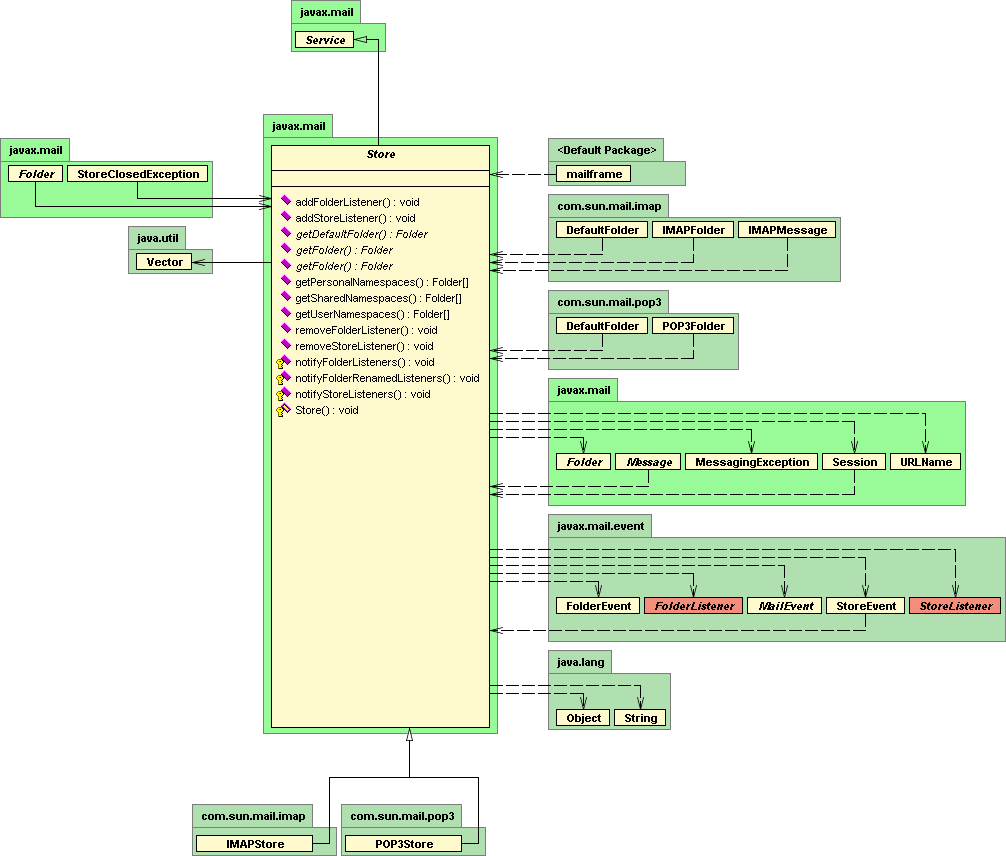 javax.mail
Service
javax.mail
Store
addFolderListener() : void
addStoreListener() : void
getDefaultFolder() : Folder
getFolder() : Folder
getFolder() : Folder
getPersonalNamespaces() : Folder[]
getSharedNamespaces() : Folder[]
getUserNamespaces() : Folder[]
removeFolderListener() : void
removeStoreListener() : void
notifyFolderListeners() : void
notifyFolderRenamedListeners() : void
notifyStoreListeners() : void
Store() : void
javax.mail
Folder StoreClosedException
java.util
Vector
<Default Package>
mailframe
com.sun.mail.imap
DefaultFolder IMAPFolder IMAPMessage
com.sun.mail.pop3
DefaultFolder POP3Folder
javax.mail
Folder Message MessagingException Session URLName
javax.mail.event
FolderEvent FolderListener MailEvent StoreEvent StoreListener
java.lang
Object String
com.sun.mail.imap
IMAPStore
com.sun.mail.pop3
POP3Store